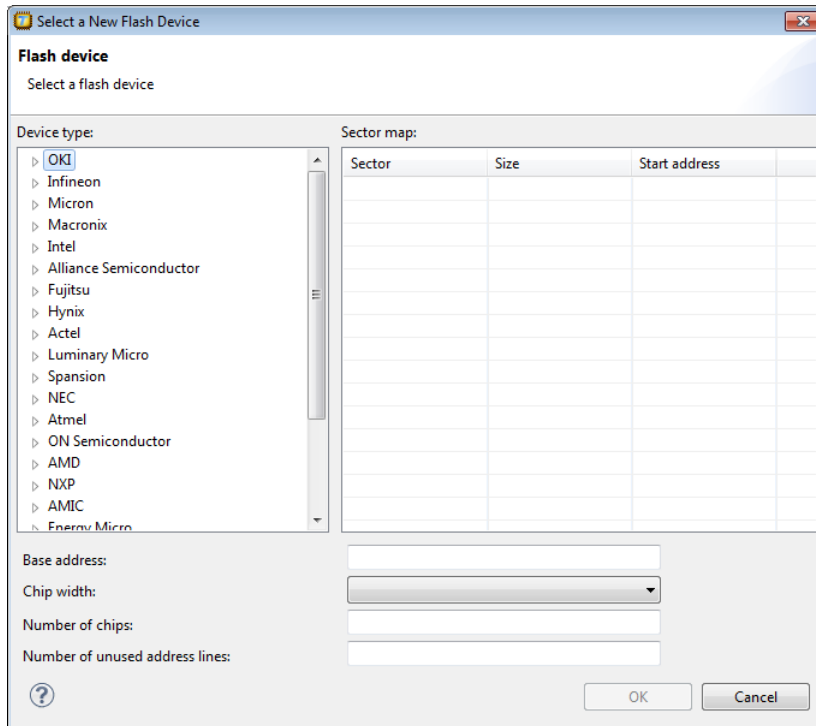 Select a New Flash Device
Flash device
Select a flash device
Device type:
Sector map:
OKI
Infineon
Micron
Macronix
Intel
Alliance Semiconductor
Fujitsu
Hynix
Actel
Luminary Micro
Spansion
NEC
Atmel
ON Semiconductor
AMD
NXP
AMIC
Energy Micro
Sector Size Start address
Base address:
Chip width:
Number of chips:
Number of unused address lines:
? OK Cancel